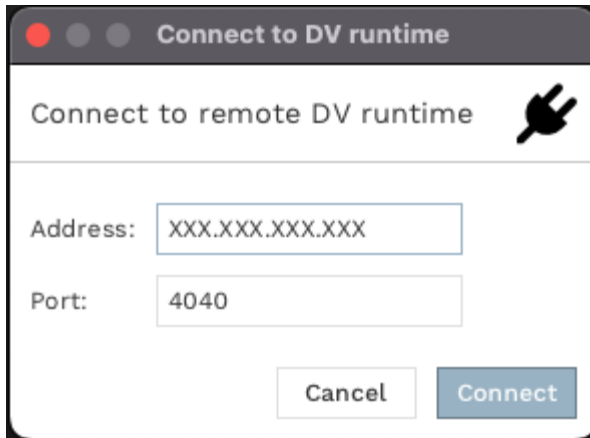 Connect to DV runtime
Connect to remote DV runtime
Address: XXX.XXX.XXX.XXX
Port: 4040
Cancel Connect